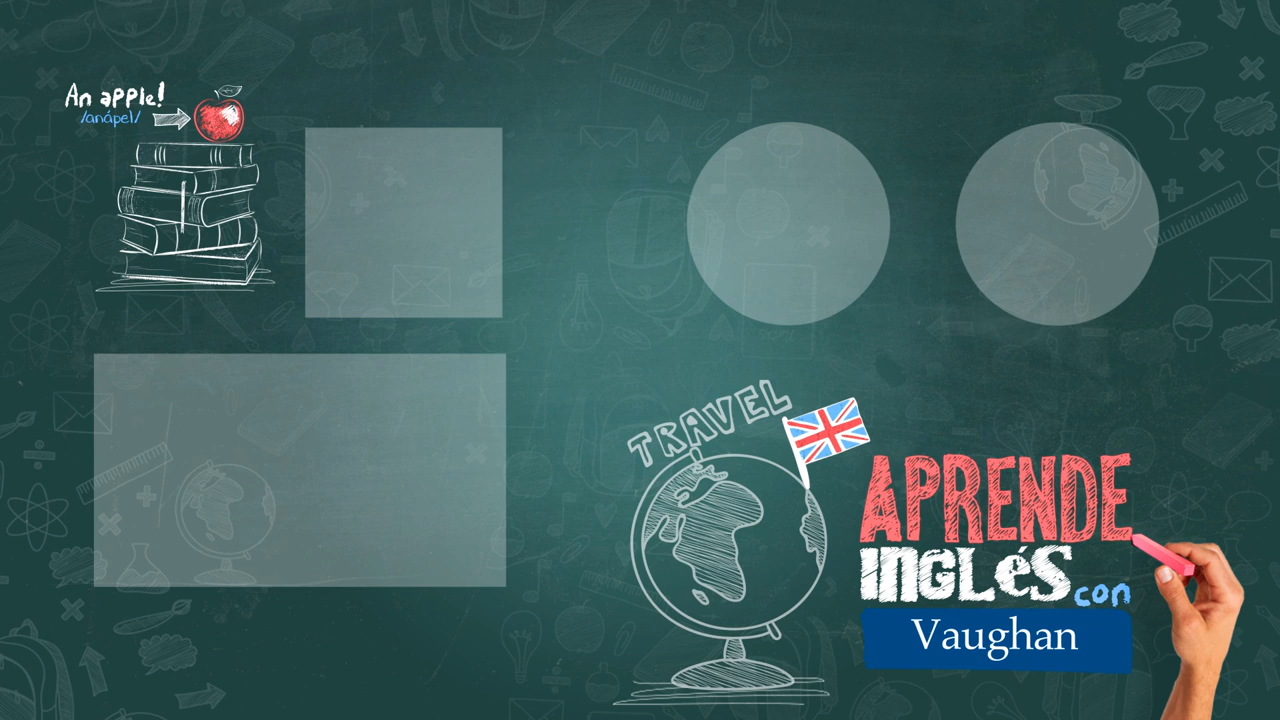 An apple!
/anápel/
TRAVEL
APRENDE
INGLéS con
Vaughan